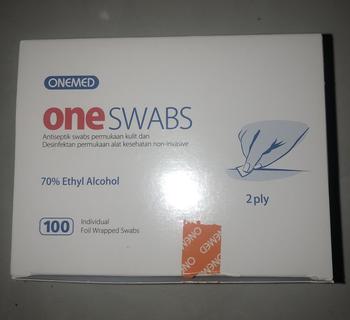 ONEMED
oneSWABS
Antiseptik swabs permukaan kulit dan
Desinfektan permukaan alat kesehatan non-invasive
70% Ethyl Alcohol
2 ply
100 Individual
Foil Wrapped Swabs
ONEMED